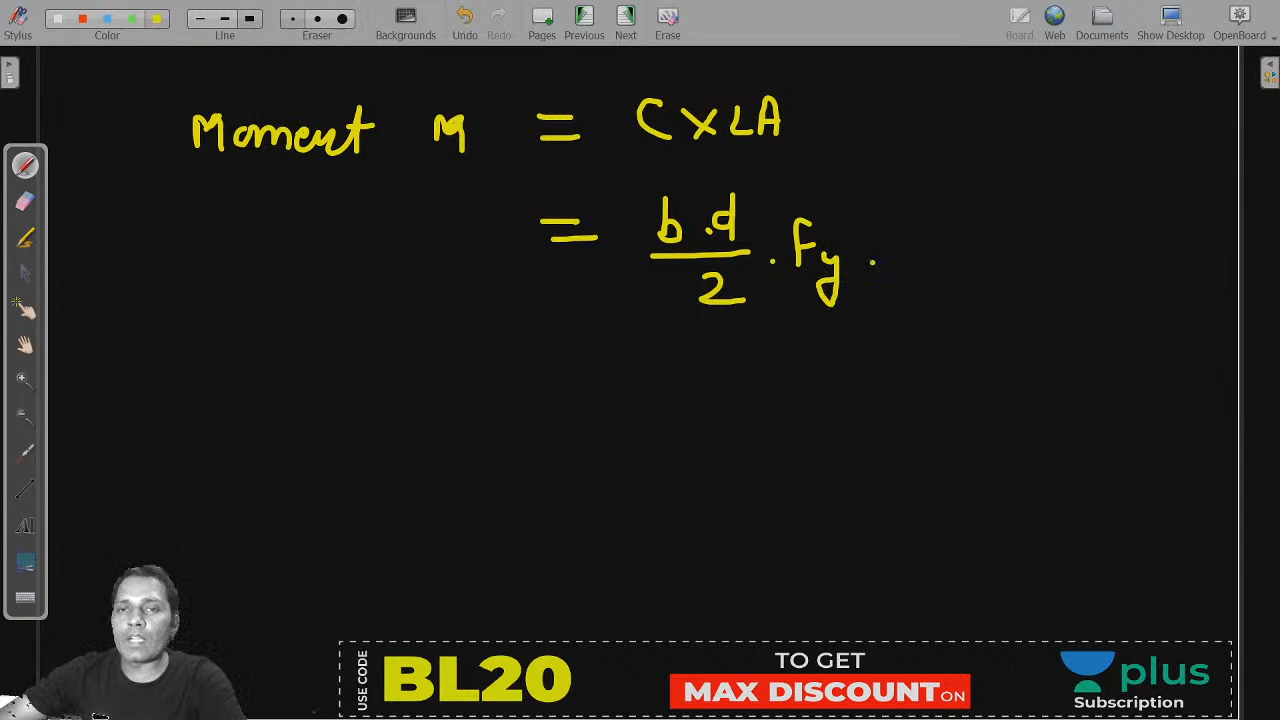 Stylus
Color
Line
Eraser
Backgrounds
Undo
Redo
Pages
Previous
Next
Erase
Board
Web
Documents
Show Desktop
OpenBoard
Moment M = C × LA
= b.d/2 . Fy .
USE CODE
BL20
TO GET
MAX DISCOUNT ON
plus
Subscription